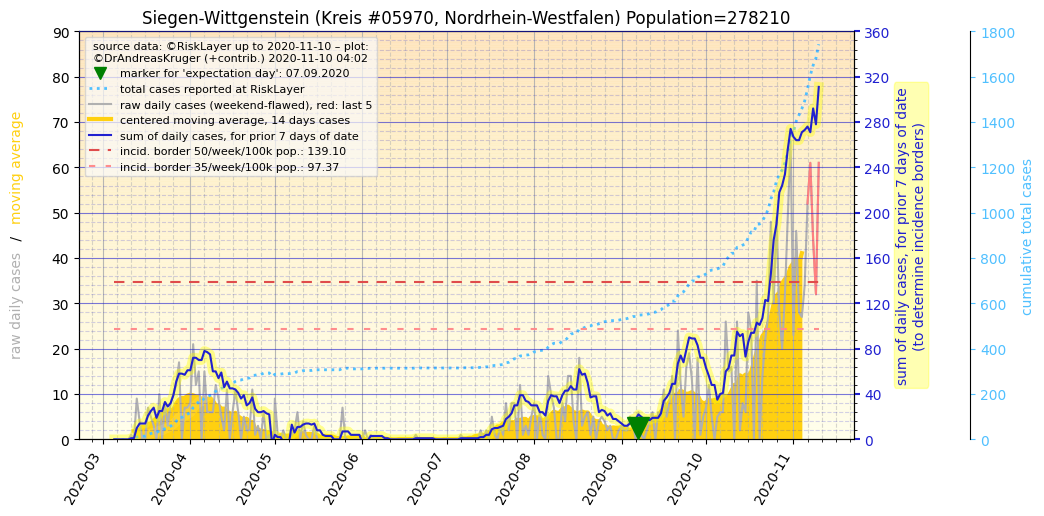 Siegen-Wittgenstein (Kreis #05970, Nordrhein-Westfalen) Population=278210
source data: ©RiskLayer up to 2020-11-10 – plot:
©DrAndreasKruger (+contrib.) 2020-11-10 04:02
marker for 'expectation day': 07.09.2020
total cases reported at RiskLayer
raw daily cases (weekend-flawed), red: last 5
centered moving average, 14 days cases
sum of daily cases, for prior 7 days of date
incid. border 50/week/100k pop.: 139.10
incid. border 35/week/100k pop.: 97.37
raw daily cases / moving average
90
80
70
60
50
40
30
20
10
0
2020-03
2020-04
2020-05
2020-06
2020-07
2020-08
2020-09
2020-10
2020-11
360
320
280
240
200
160
120
80
40
0
sum of daily cases, for prior 7 days of date
(to determine incidence borders)
1800
1600
1400
1200
1000
800
600
400
200
0
cumulative total cases